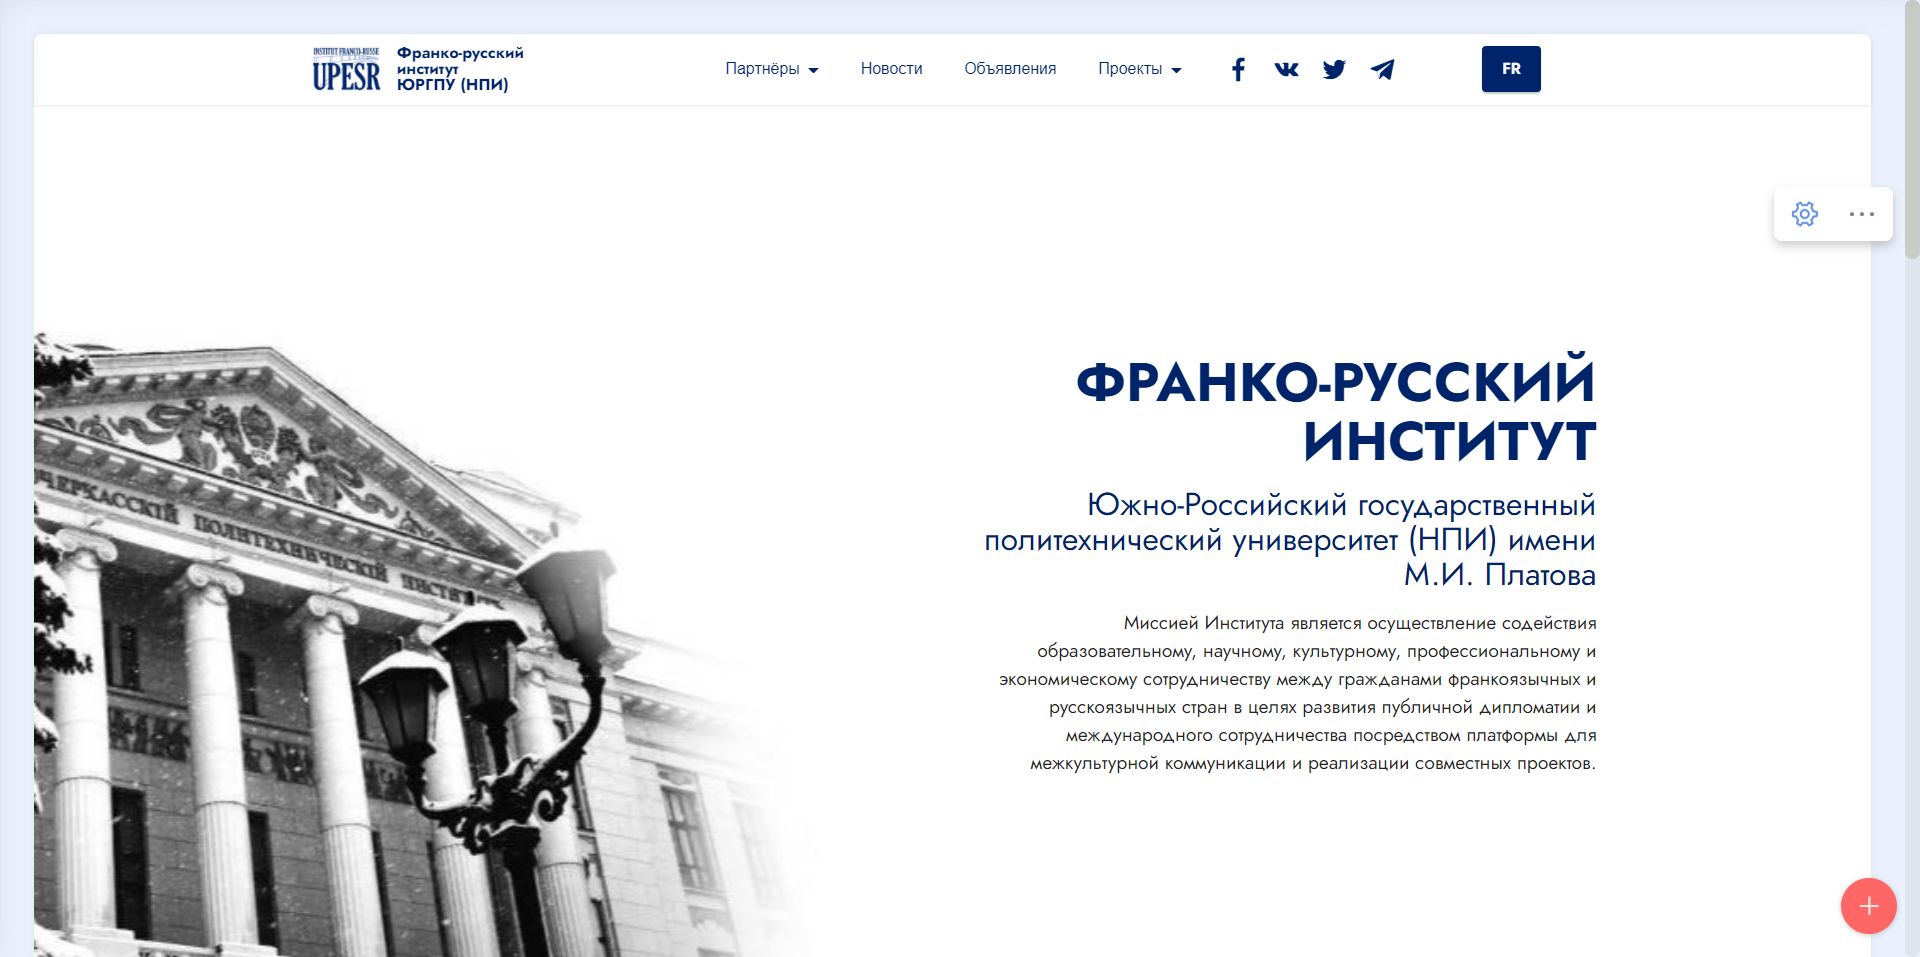 INSTITUT FRANCO-RUSSE
UPESR
Франко-русский
институт
ЮРГПУ (НПИ)
Партнёры
Новости
Объявления
Проекты
FR
ФРАНКО-РУССКИЙ
ИНСТИТУТ
Южно-Российский государственный
политехнический университет (НПИ) имени
М.И. Платова
Миссией Института является осуществление содействия
образовательному, научному, культурному, профессиональному и
экономическому сотрудничеству между гражданами франкоязычных и
русскоязычных стран в целях развития публичной дипломатии и
международного сотрудничества посредством платформы для
межкультурной коммуникации и реализации совместных проектов.
ЧЕРКАССКIЙ ПОЛИТЕХНИЧЕСКIЙ